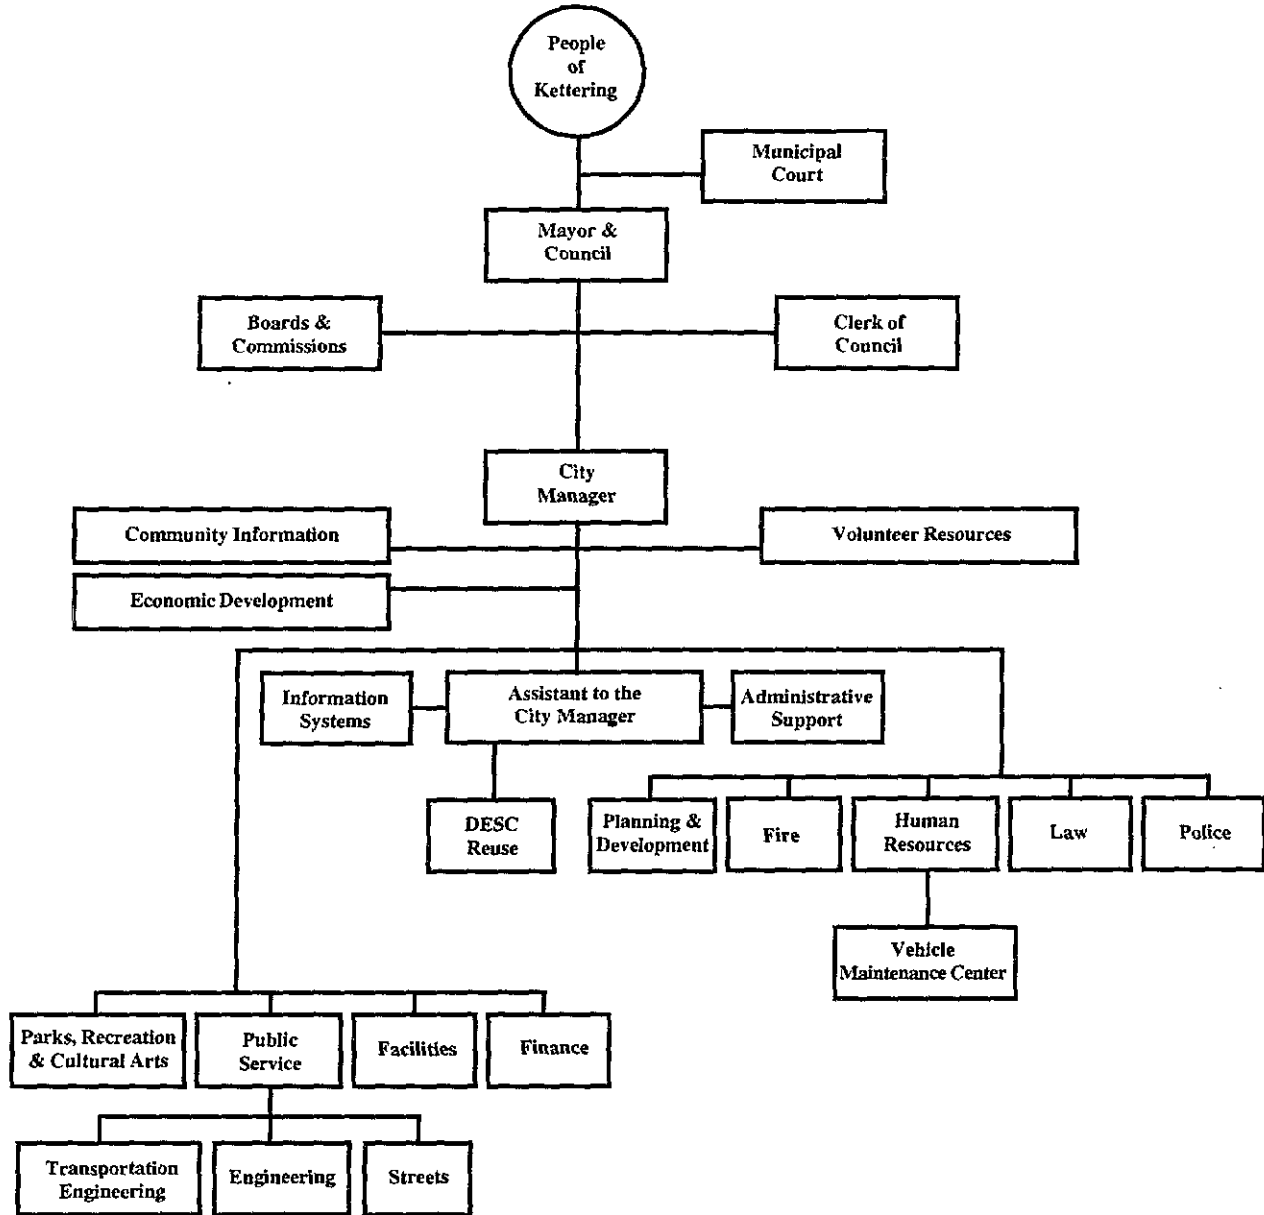 People
of
Kettering
Municipal
Court
Mayor &
Council
Boards &
Commissions
Clerk of
Council
City
Manager
Community Information
Volunteer Resources
Economic Development
Information
Systems
Assistant to the
City Manager
Administrative
Support
DESC
Reuse
Planning &
Development
Fire
Human
Resources
Law
Police
Vehicle
Maintenance Center
Parks, Recreation
& Cultural Arts
Public
Service
Facilities
Finance
Transportation
Engineering
Engineering
Streets